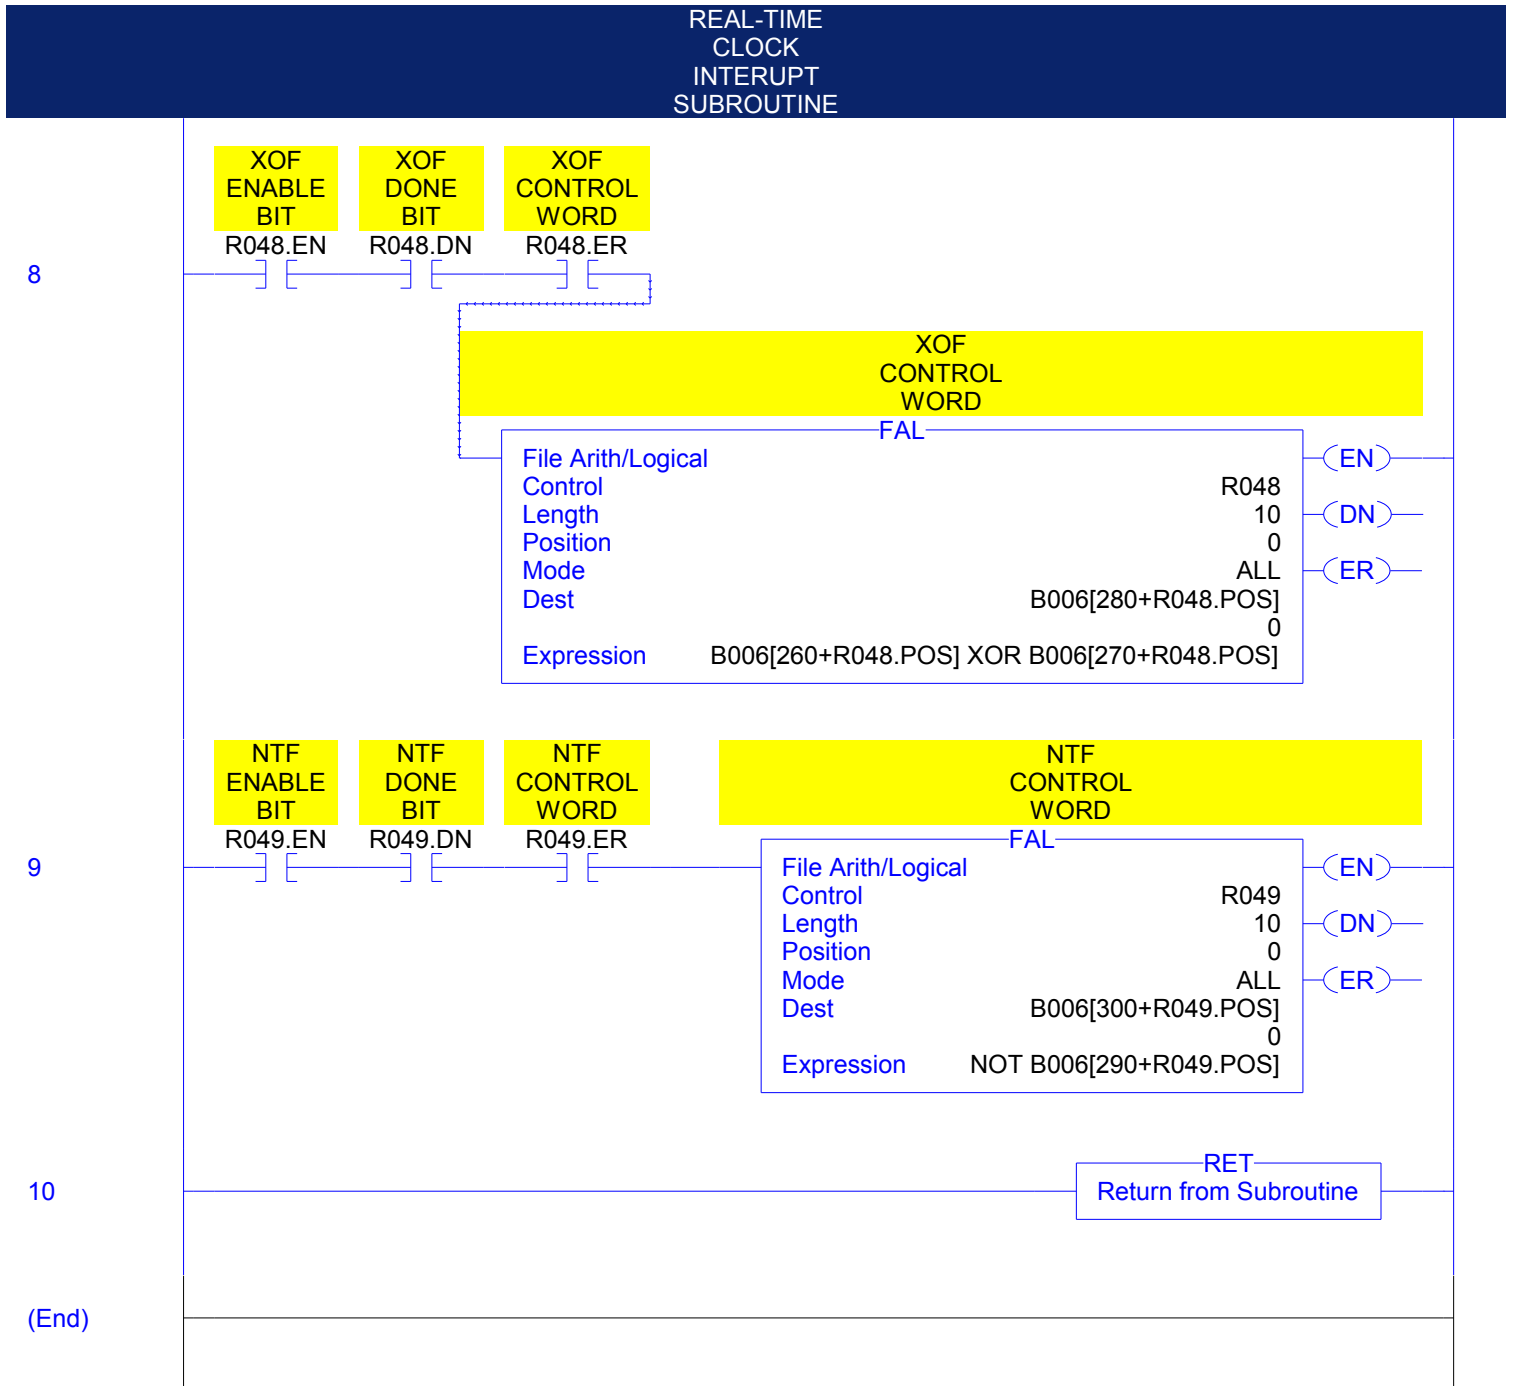 REAL-TIME
CLOCK
INTERUPT
SUBROUTINE
XOF
ENABLE
BIT
R048.EN
XOF
DONE
BIT
R048.DN
XOF
CONTROL
WORD
R048.ER
8
XOF
CONTROL
WORD
FAL
File Arith/Logical
Control R048
Length 10
Position 0
Mode ALL
Dest B006[280+R048.POS]
0
Expression B006[260+R048.POS] XOR B006[270+R048.POS]
EN
DN
ER
NTF
ENABLE
BIT
R049.EN
NTF
DONE
BIT
R049.DN
NTF
CONTROL
WORD
R049.ER
9
NTF
CONTROL
WORD
FAL
File Arith/Logical
Control R049
Length 10
Position 0
Mode ALL
Dest B006[300+R049.POS]
0
Expression NOT B006[290+R049.POS]
EN
DN
ER
10
RET
Return from Subroutine
(End)